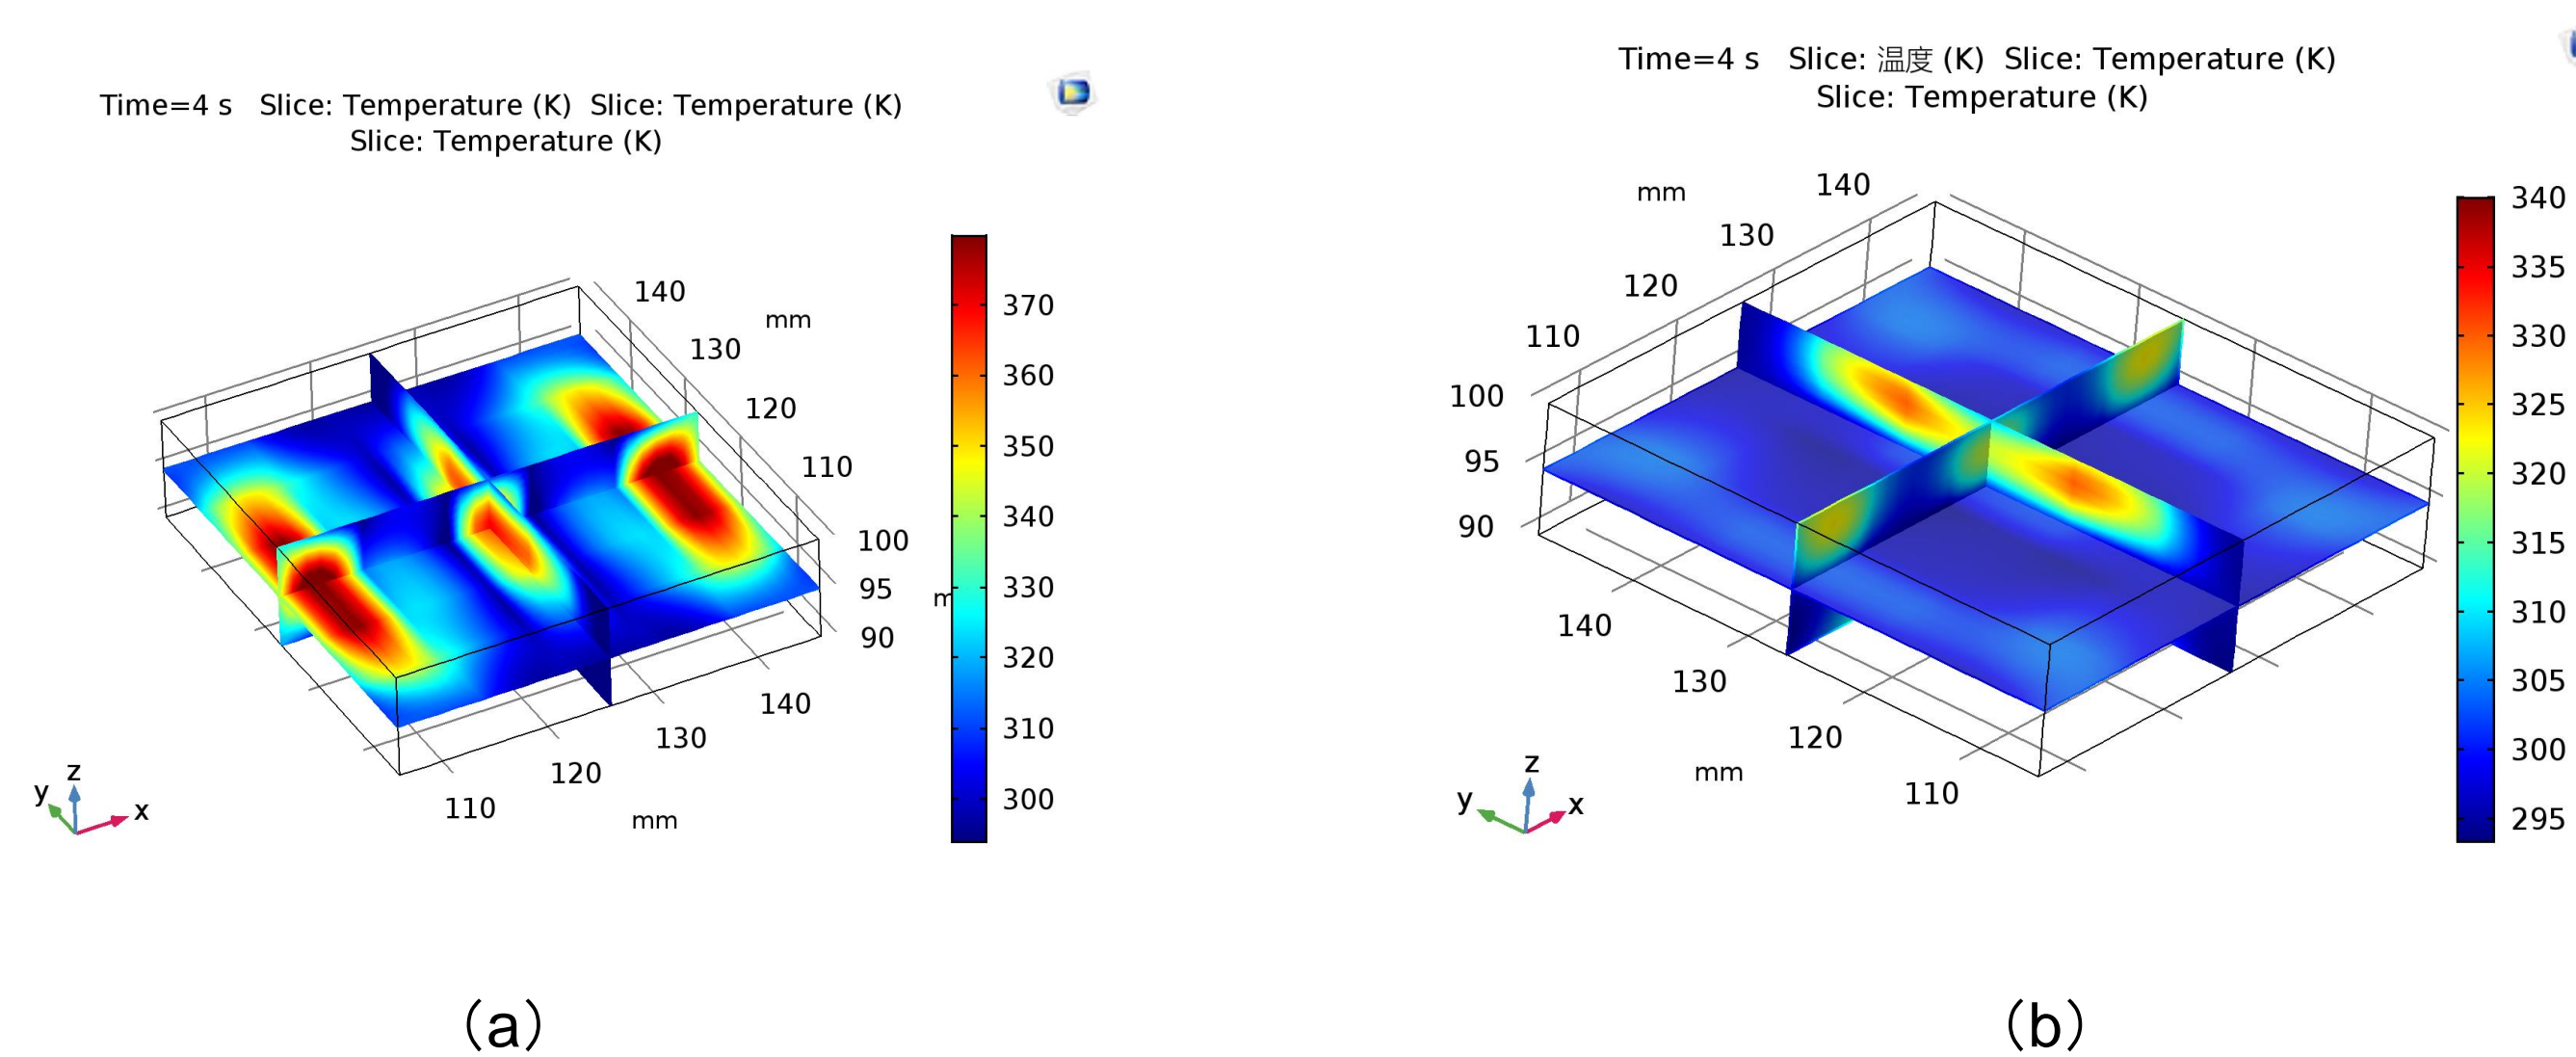 Time=4 s Slice: Temperature (K) Slice: Temperature (K)
Slice: Temperature (K)
140
mm
130
120
110
100
95
90
m
110
120
130
140
mm
370
360
350
340
330
320
310
300
y
z
x
(a)
Time=4 s Slice: 温度 (K) Slice: Temperature (K)
Slice: Temperature (K)
mm
140
130
120
110
100
95
90
140
130
120
110
mm
340
335
330
325
320
315
310
305
300
295
y
z
x
(b)